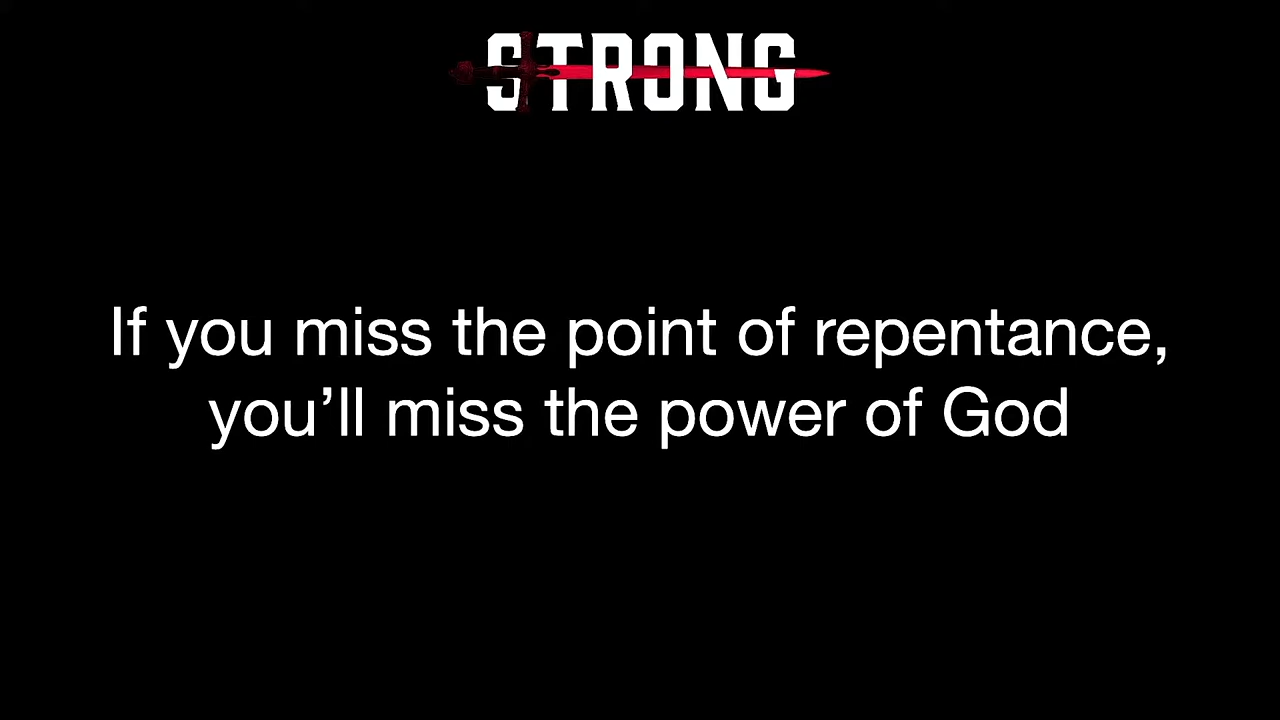 STRONG
If you miss the point of repentance,
you’ll miss the power of God